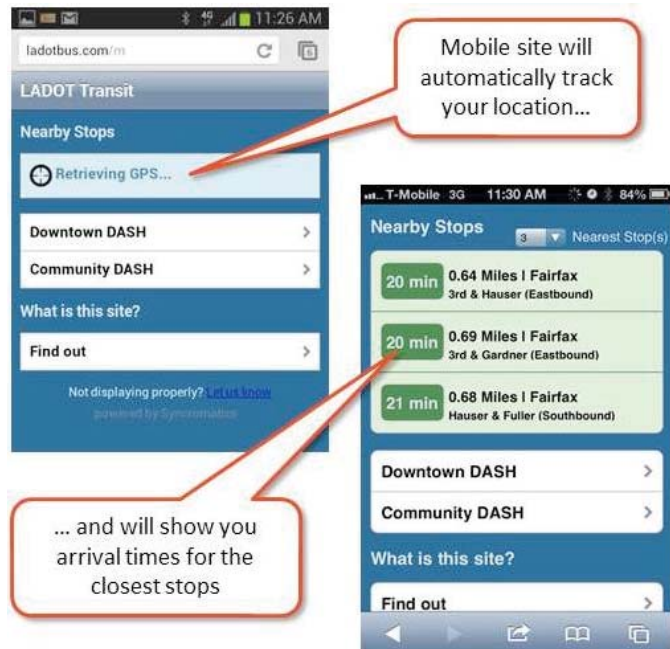 4G 11:26 AM
ladotbus.com/m
LADOT Transit
Nearby Stops
Retrieving GPS...
Downtown DASH
Community DASH
What is this site?
Find out
Not displaying properly? Let us know
powered by Syncromatics
Mobile site will
automatically track
your location...
T-Mobile 3G 11:30 AM 84%
Nearby Stops 3 Nearest Stop(s)
20 min 0.64 Miles | Fairfax
3rd & Hauser (Eastbound)
20 min 0.69 Miles | Fairfax
3rd & Gardner (Eastbound)
21 min 0.68 Miles | Fairfax
Hauser & Fuller (Southbound)
Downtown DASH
Community DASH
What is this site?
Find out
... and will show you
arrival times for the
closest stops